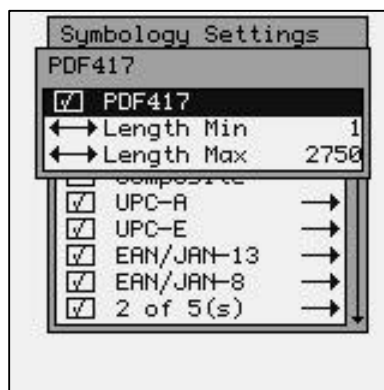 Symbology Settings
PDF417
PDF417
Length Min 1
Length Max 2750
Composite
UPC-A
UPC-E
EAN/JAN-13
EAN/JAN-8
2 of 5(s)